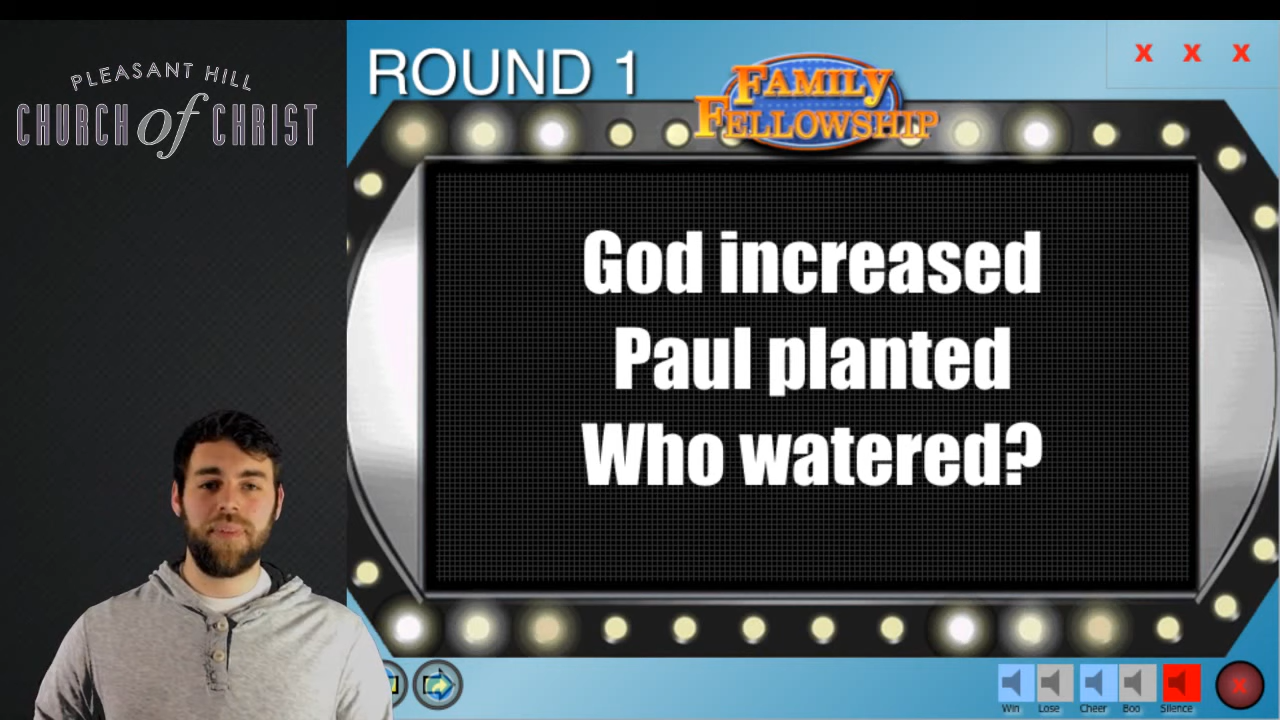 PLEASANT HILL
CHURCH of CHRIST
ROUND 1
FAMILY
FELLOWSHIP
X X X
God increased
Paul planted
Who watered?
Win Lose Cheer Boo Silence
X